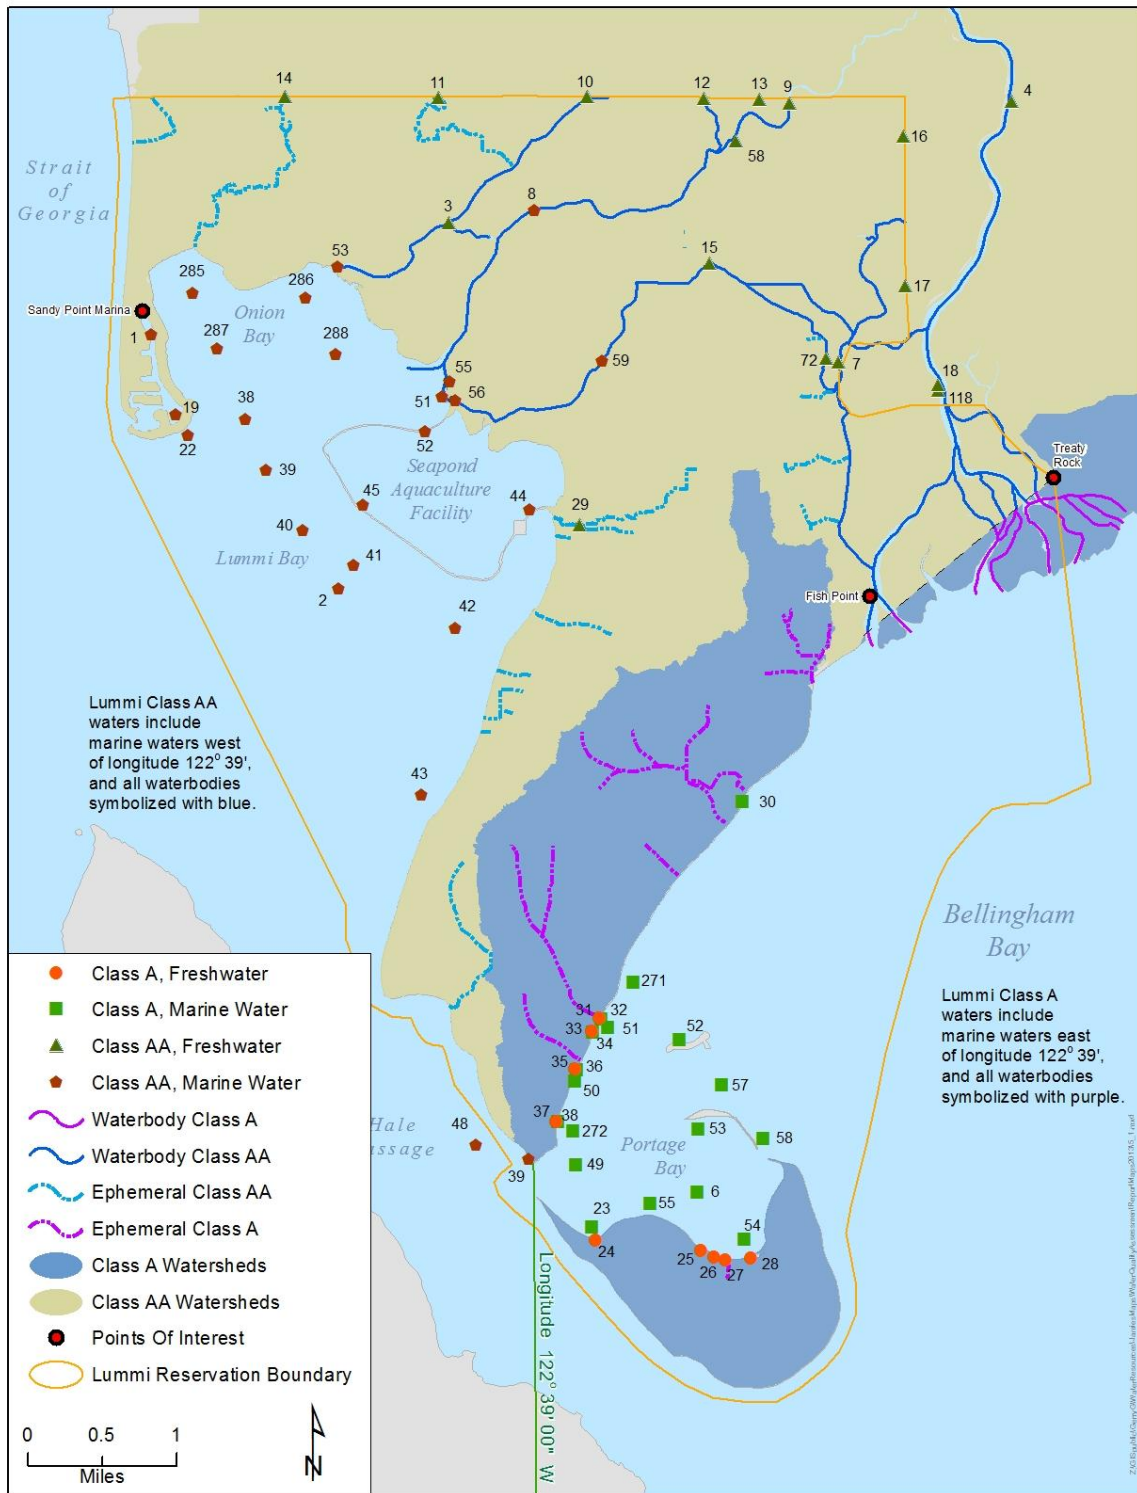 14
11
10
12
13
9
4
16
58
Strait
of
Georgia
8
3
15
53
285
286
17
Sandy Point Marina
Onion
Bay
1
287
288
59
72
7
55
18
56
51
118
19
38
22
52
Treaty
Rock
Seapond
Aquaculture
Facility
39
45
44
29
40
Lummi Bay
41
2
Fish Point
42
Lummi Class AA
waters include
marine waters west
of longitude 122° 39',
and all waterbodies
symbolized with blue.
43
30
Bellingham
Bay
Lummi Class A
waters include
marine waters east
of longitude 122° 39',
and all waterbodies
symbolized with purple.
271
31
32
33
51
34
52
35
36
50
57
37
38
272
53
58
Hale
assage
48
39
Portage
Bay
49
6
55
23
24
54
25
26
27
28
Longitude 122° 39' 00" W
Class A, Freshwater
Class A, Marine Water
Class AA, Freshwater
Class AA, Marine Water
Waterbody Class A
Waterbody Class AA
Ephemeral Class AA
Ephemeral Class A
Class A Watersheds
Class AA Watersheds
Points Of Interest
Lummi Reservation Boundary
0 0.5 1
Miles
N